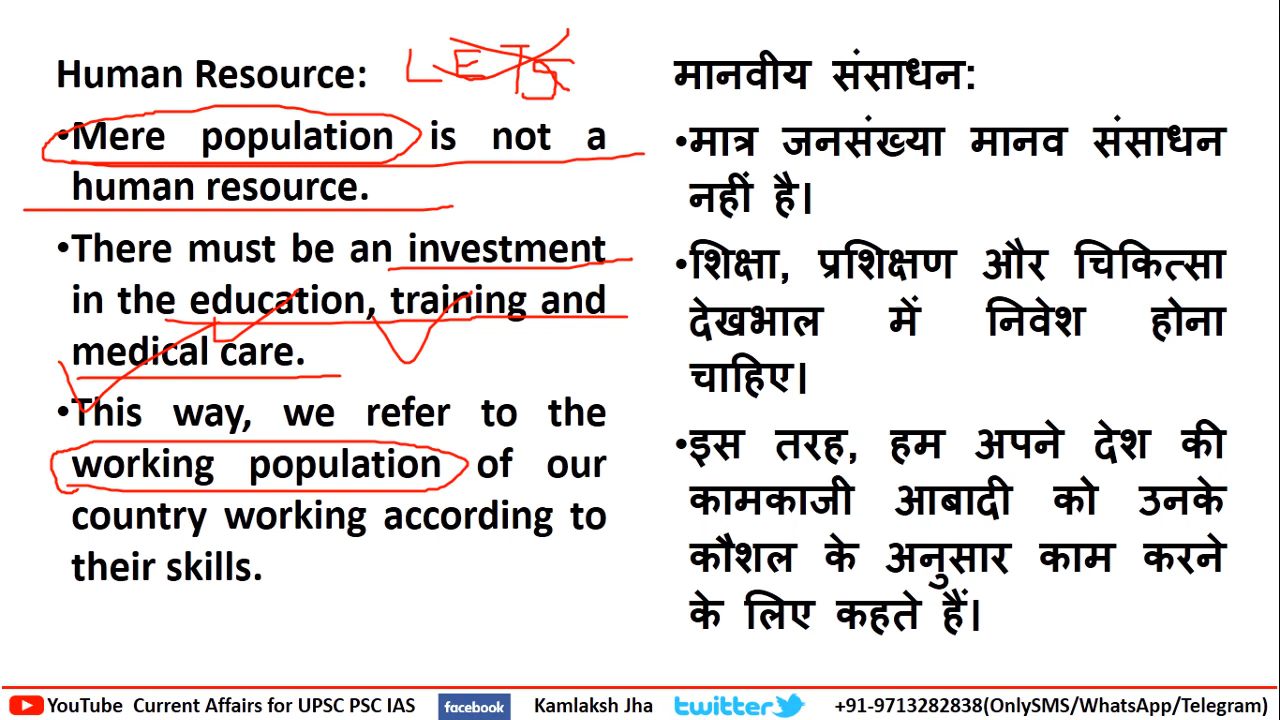 Human Resource:
LETS
•Mere population is not a
human resource.
•There must be an investment
in the education, training and
medical care.
•This way, we refer to the
working population of our
country working according to
their skills.
मानवीय संसाधन:
•मात्र जनसंख्या मानव संसाधन
नहीं है।
•शिक्षा, प्रशिक्षण और चिकित्सा
देखभाल में निवेश होना
चाहिए।
•इस तरह, हम अपने देश की
कामकाजी आबादी को उनके
कौशल के अनुसार काम करने
के लिए कहते हैं।
YouTube Current Affairs for UPSC PSC IAS facebook Kamlaksh Jha twitter +91-9713282838(OnlySMS/WhatsApp/Telegram)